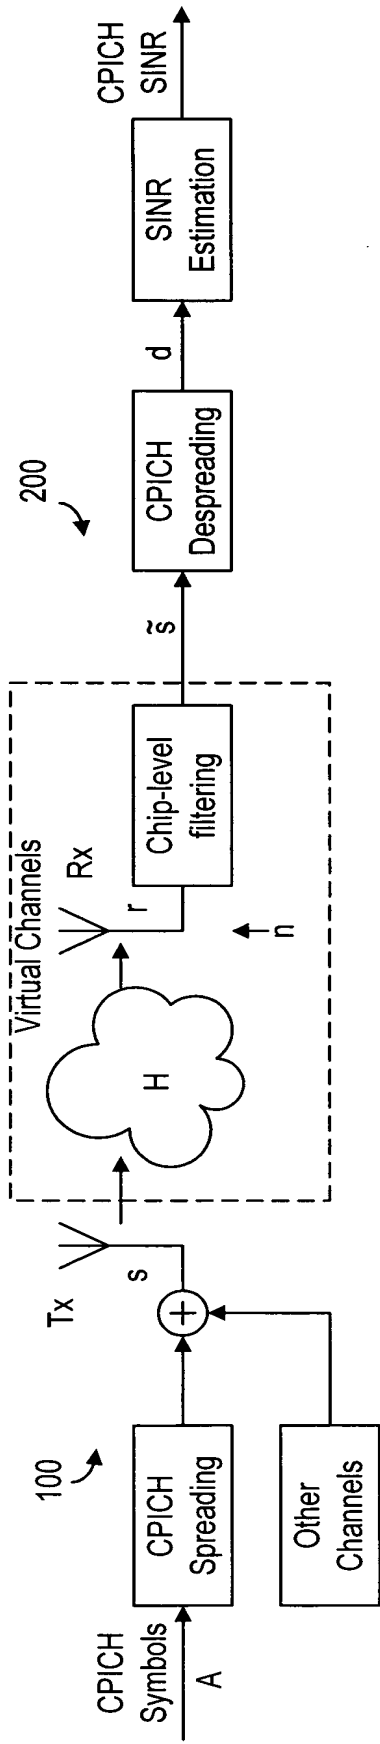 CPICH
Symbols
A
100
CPICH
Spreading
Other
Channels
+
s
Tx
Virtual Channels
H
Rx
r
n
Chip-level
filtering
s̃
200
CPICH
Despreading
d
SINR
Estimation
CPICH
SINR